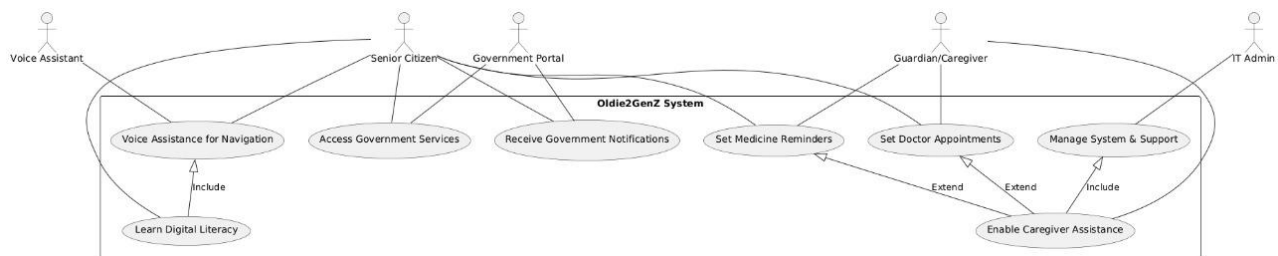 Voice Assistant
Senior Citizen
Government Portal
Guardian/Caregiver
IT Admin
Oldie2GenZ System
Voice Assistance for Navigation
Access Government Services
Receive Government Notifications
Set Medicine Reminders
Set Doctor Appointments
Manage System & Support
Include
Extend
Extend
Include
Learn Digital Literacy
Enable Caregiver Assistance